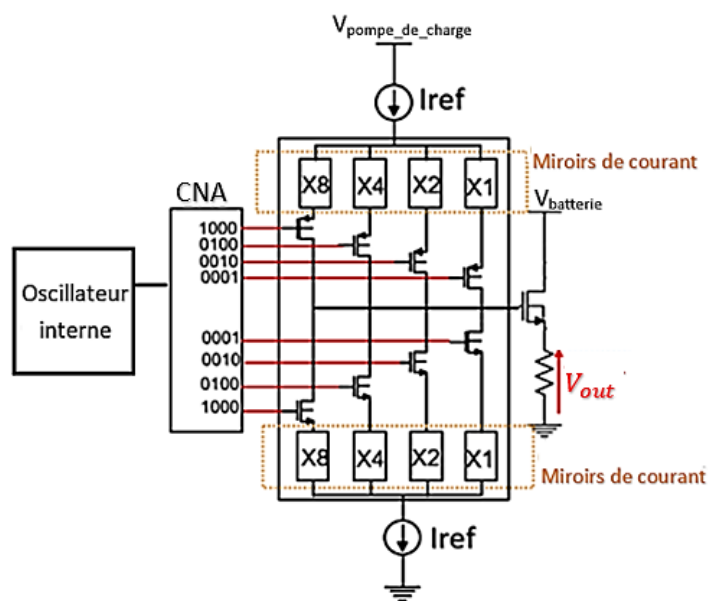 Vpompe_de_charge
Iref
Miroirs de courant
X8 X4 X2 X1
CNA
Vbatterie
1000
0100
0010
0001
Oscillateur
interne
0001
0010
0100
1000
Vout
X8 X4 X2 X1
Miroirs de courant
Iref